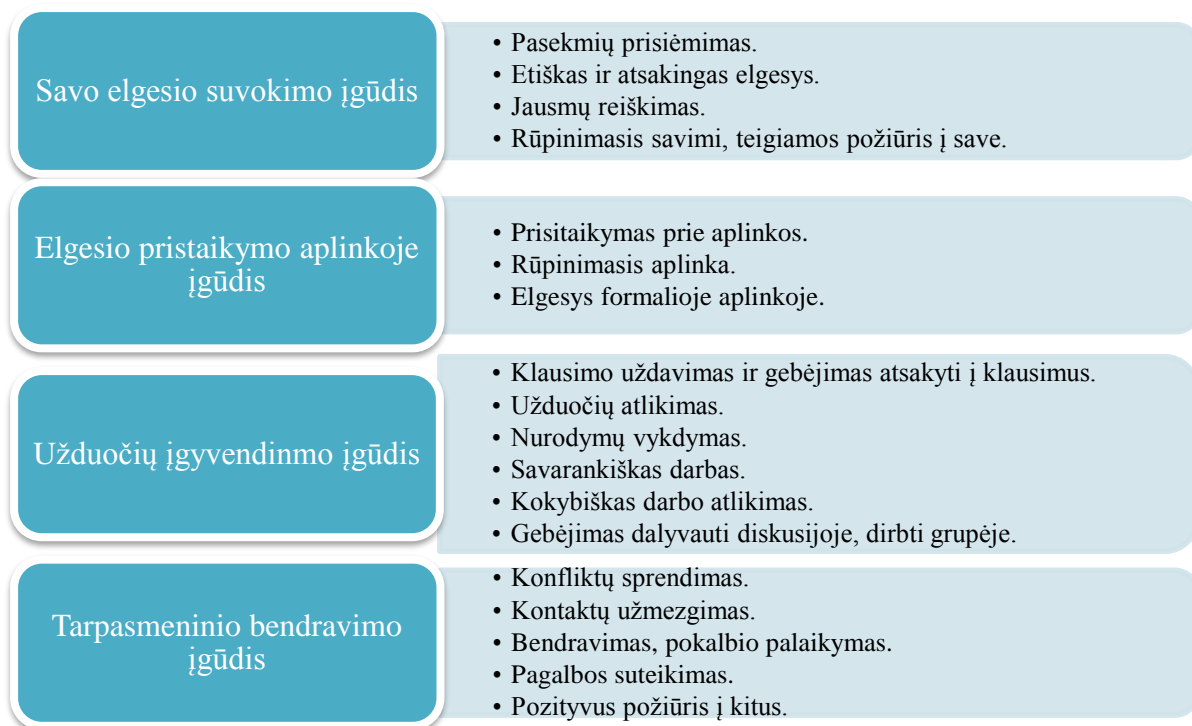 Savo elgesio suvokimo įgūdis
• Pasekmių prisiėmimas.
• Etiškas ir atsakingas elgesys.
• Jausmų reiškimas.
• Rūpinimasis savimi, teigiamos požiūris į save.
Elgesio pristaikymo aplinkoje
įgūdis
• Prisitaikymas prie aplinkos.
• Rūpinimasis aplinka.
• Elgesys formalioje aplinkoje.
Užduočių įgyvendinmo įgūdis
• Klausimo uždavimas ir gebėjimas atsakyti į klausimus.
• Užduočių atlikimas.
• Nurodymų vykdymas.
• Savarankiškas darbas.
• Kokybiškas darbo atlikimas.
• Gebėjimas dalyvauti diskusijoje, dirbti grupėje.
Tarpasmeninio bendravimo
įgūdis
• Konfliktų sprendimas.
• Kontaktų užmezgimas.
• Bendravimas, pokalbio palaikymas.
• Pagalbos suteikimas.
• Pozityvus požiūris į kitus.